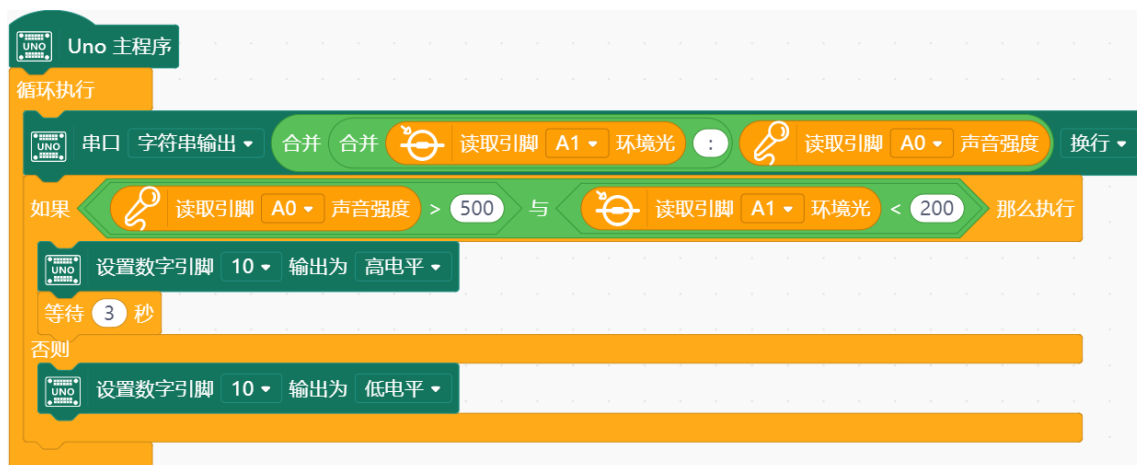 UNO Uno 主程序
循环执行
UNO 串口 字符串输出 合并 合并 读取引脚 A1 环境光 : 读取引脚 A0 声音强度 换行
如果 读取引脚 A0 声音强度 > 500 与 读取引脚 A1 环境光 < 200 那么执行
UNO 设置数字引脚 10 输出为 高电平
等待 3 秒
否则
UNO 设置数字引脚 10 输出为 低电平